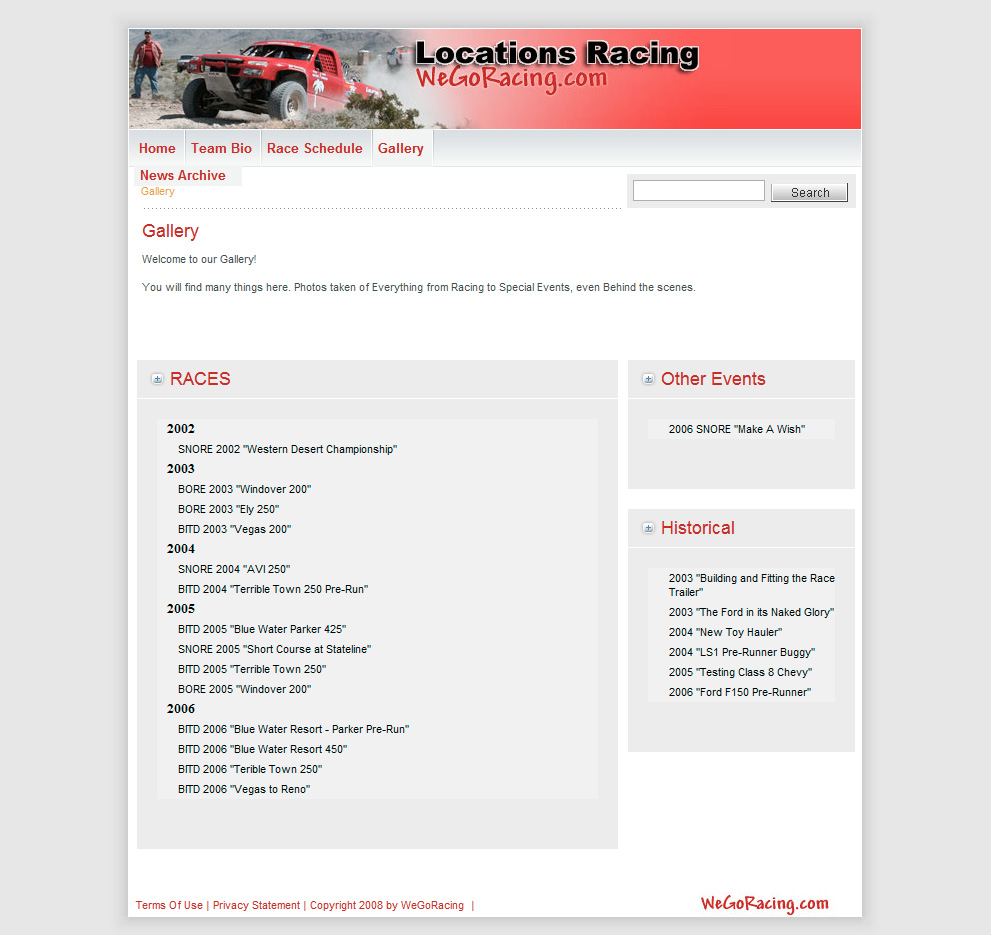 Locations Racing
WeGoRacing.com
Home Team Bio Race Schedule Gallery
News Archive
Gallery
Search
Gallery
Welcome to our Gallery!
You will find many things here. Photos taken of Everything from Racing to Special Events, even Behind the scenes.
RACES
2002
SNORE 2002 "Western Desert Championship"
2003
BORE 2003 "Windover 200"
BORE 2003 "Ely 250"
BITD 2003 "Vegas 200"
2004
SNORE 2004 "AVI 250"
BITD 2004 "Terrible Town 250 Pre-Run"
2005
BITD 2005 "Blue Water Parker 425"
SNORE 2005 "Short Course at Stateline"
BITD 2005 "Terrible Town 250"
BORE 2005 "Windover 200"
2006
BITD 2006 "Blue Water Resort - Parker Pre-Run"
BITD 2006 "Blue Water Resort 450"
BITD 2006 "Terible Town 250"
BITD 2006 "Vegas to Reno"
Other Events
2006 SNORE "Make A Wish"
Historical
2003 "Building and Fitting the Race
Trailer"
2003 "The Ford in its Naked Glory"
2004 "New Toy Hauler"
2004 "LS1 Pre-Runner Buggy"
2005 "Testing Class 8 Chevy"
2006 "Ford F150 Pre-Runner"
Terms Of Use | Privacy Statement | Copyright 2008 by WeGoRacing |
WeGoRacing.com